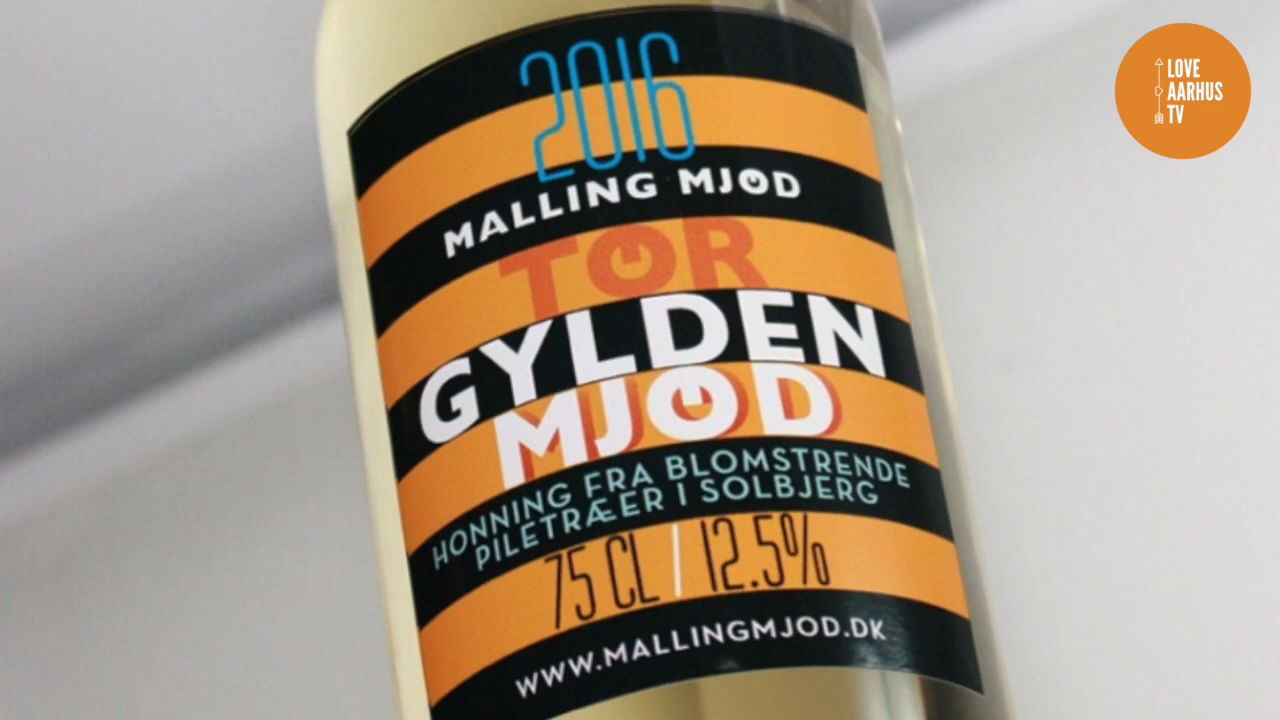 2016
MALLING MJØD
TØR
GYLDEN
MJØD
HONNING FRA BLOMSTRENDE
PILETRÆER I SOLBJERG
75 CL / 12.5%
WWW.MALLINGMJOD.DK
LOVE
AARHUS
TV